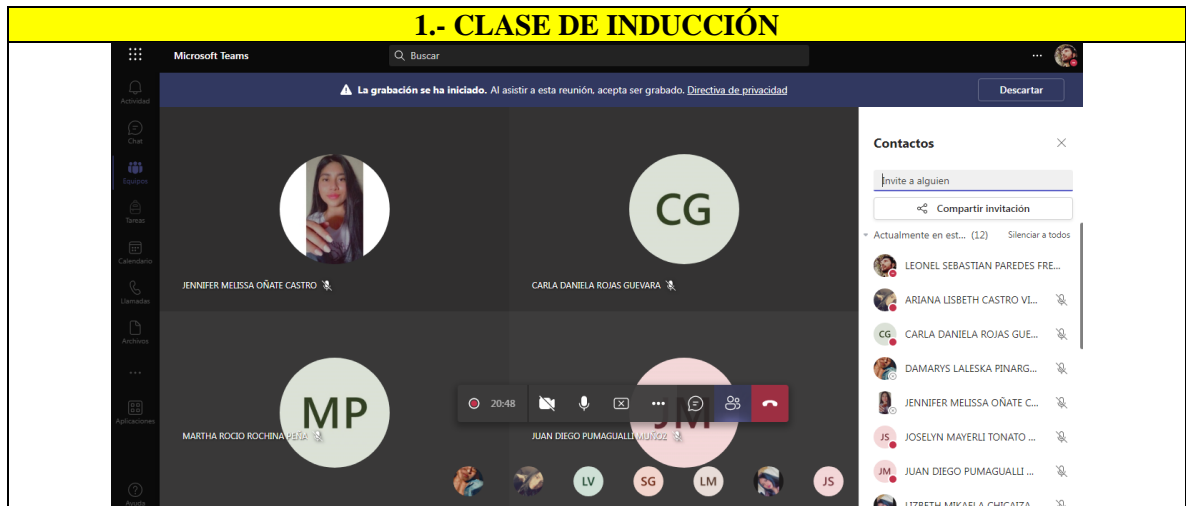 1.- CLASE DE INDUCCIÓN
Microsoft Teams
Buscar
La grabación se ha iniciado. Al asistir a esta reunión, acepta ser grabado. Directiva de privacidad
Descartar
Actividad
Chat
Equipos
Tareas
Calendario
Llamadas
Archivos
Aplicaciones
Ayuda
JENNIFER MELISSA OÑATE CASTRO
CG
CARLA DANIELA ROJAS GUEVARA
MP
MARTHA ROCIO ROCHINA PEÑA
JM
JUAN DIEGO PUMAGUALLI MUÑOZ
20:48
LV
SG
LM
JS
Contactos
Invite a alguien
Compartir invitación
Actualmente en est... (12) Silenciar a todos
LEONEL SEBASTIAN PAREDES FRE...
ARIANA LISBETH CASTRO VI...
CG CARLA DANIELA ROJAS GUE...
DAMARYS LALESKA PINARG...
JENNIFER MELISSA OÑATE C...
JS JOSELYN MAYERLI TONATO ...
JM JUAN DIEGO PUMAGUALLI ...
LIZBETH MIKAELA CHICAIZA